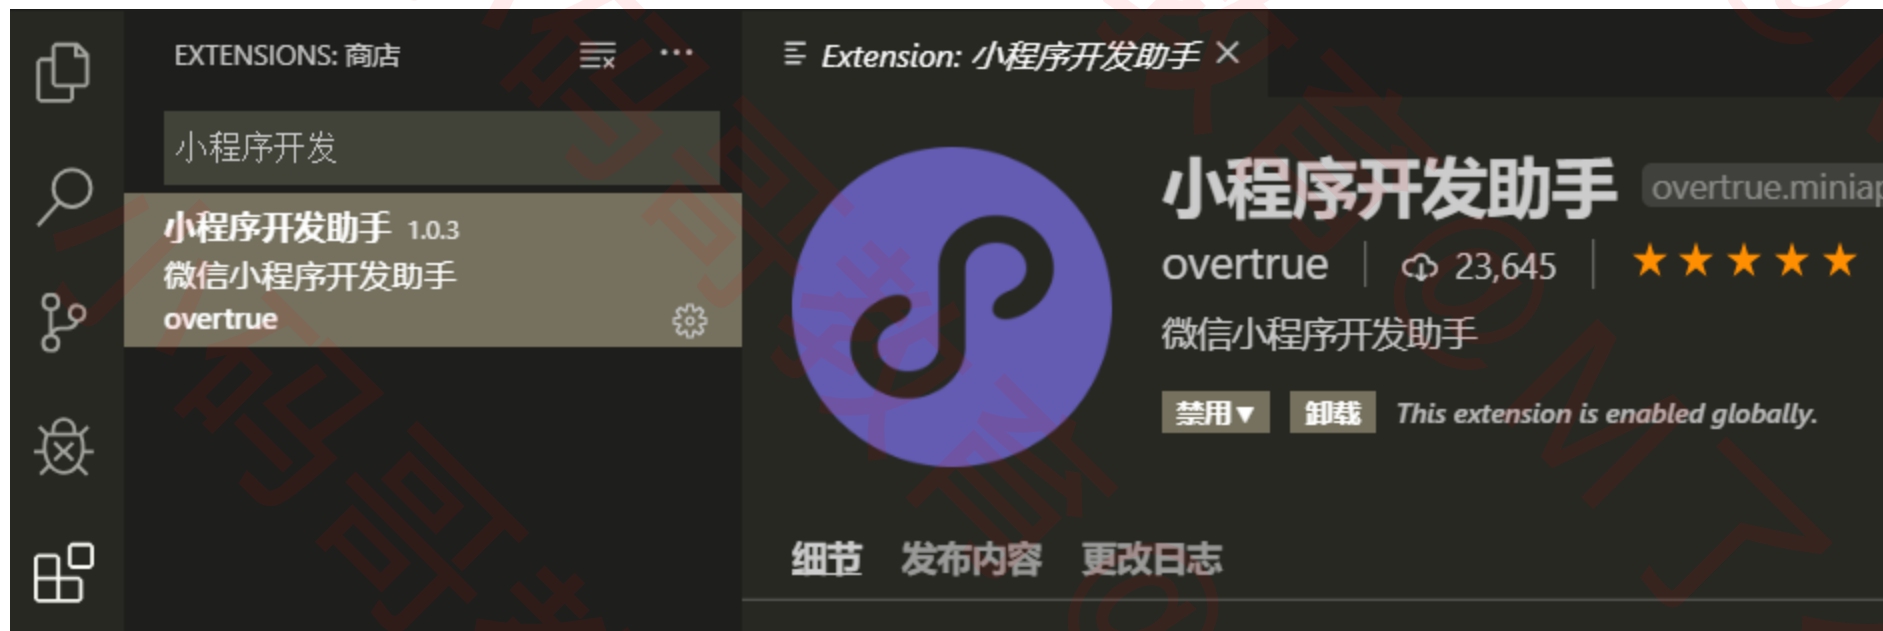 EXTENSIONS: 商店
小程序开发
小程序开发助手 1.0.3
微信小程序开发助手
overtrue
Extension: 小程序开发助手
小程序开发助手 overtrue.miniap
overtrue 23,645
微信小程序开发助手
禁用 卸载 This extension is enabled globally.
细节 发布内容 更改日志